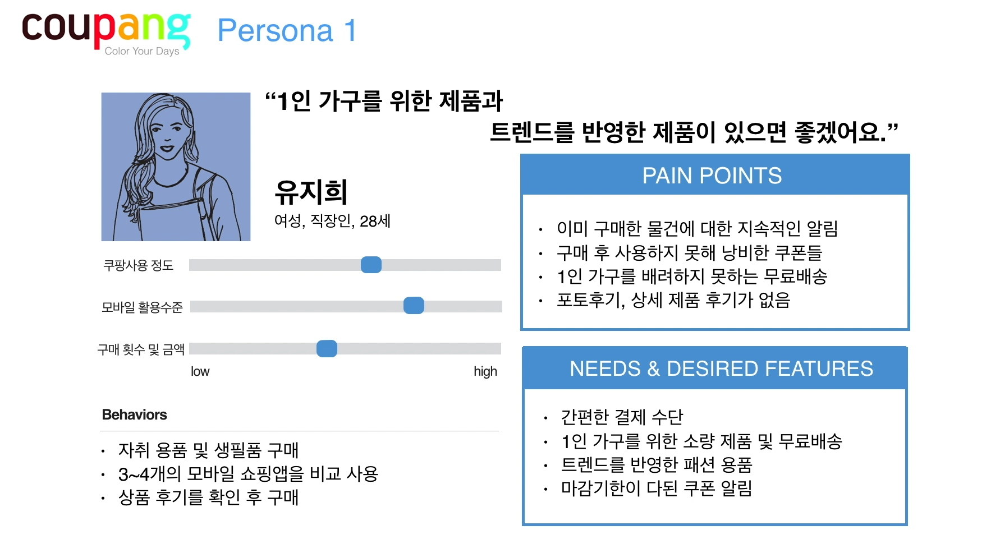 coupang
Color Your Days
Persona 1
“1인 가구를 위한 제품과
트렌드를 반영한 제품이 있으면 좋겠어요.”
유지희
여성, 직장인, 28세
쿠팡사용 정도
모바일 활용수준
구매 횟수 및 금액
low high
Behaviors
· 자취 용품 및 생필품 구매
· 3~4개의 모바일 쇼핑앱을 비교 사용
· 상품 후기를 확인 후 구매
PAIN POINTS
· 이미 구매한 물건에 대한 지속적인 알림
· 구매 후 사용하지 못해 낭비한 쿠폰들
· 1인 가구를 배려하지 못하는 무료배송
· 포토후기, 상세 제품 후기가 없음
NEEDS & DESIRED FEATURES
· 간편한 결제 수단
· 1인 가구를 위한 소량 제품 및 무료배송
· 트렌드를 반영한 패션 용품
· 마감기한이 다된 쿠폰 알림